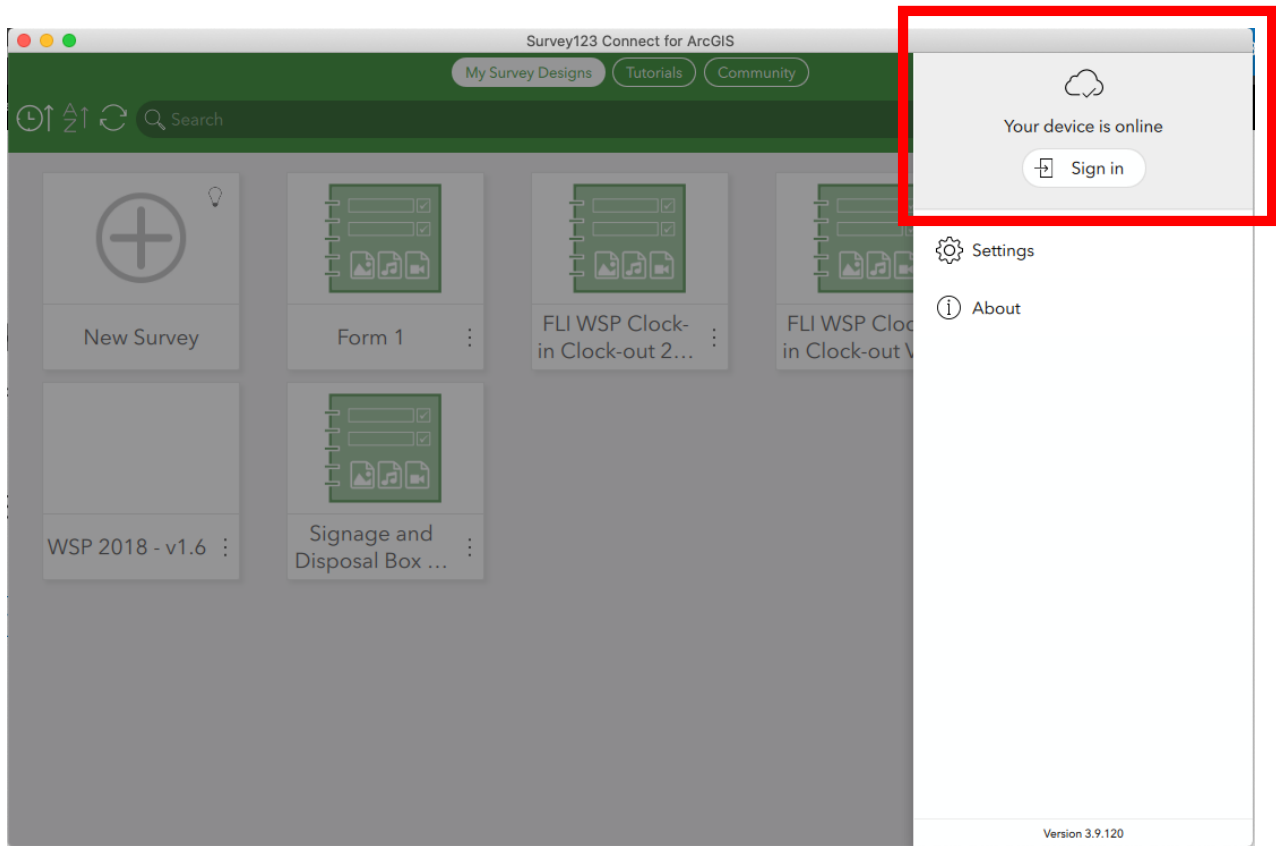 Survey123 Connect for ArcGIS
My Survey Designs
Tutorials
Community
A
Z
Search
Your device is online
Sign in
Settings
About
New Survey
Form 1
FLI WSP Clock-
in Clock-out 2...
FLI WSP Cloc
in Clock-out V
WSP 2018 - v1.6
Signage and
Disposal Box ...
Version 3.9.120